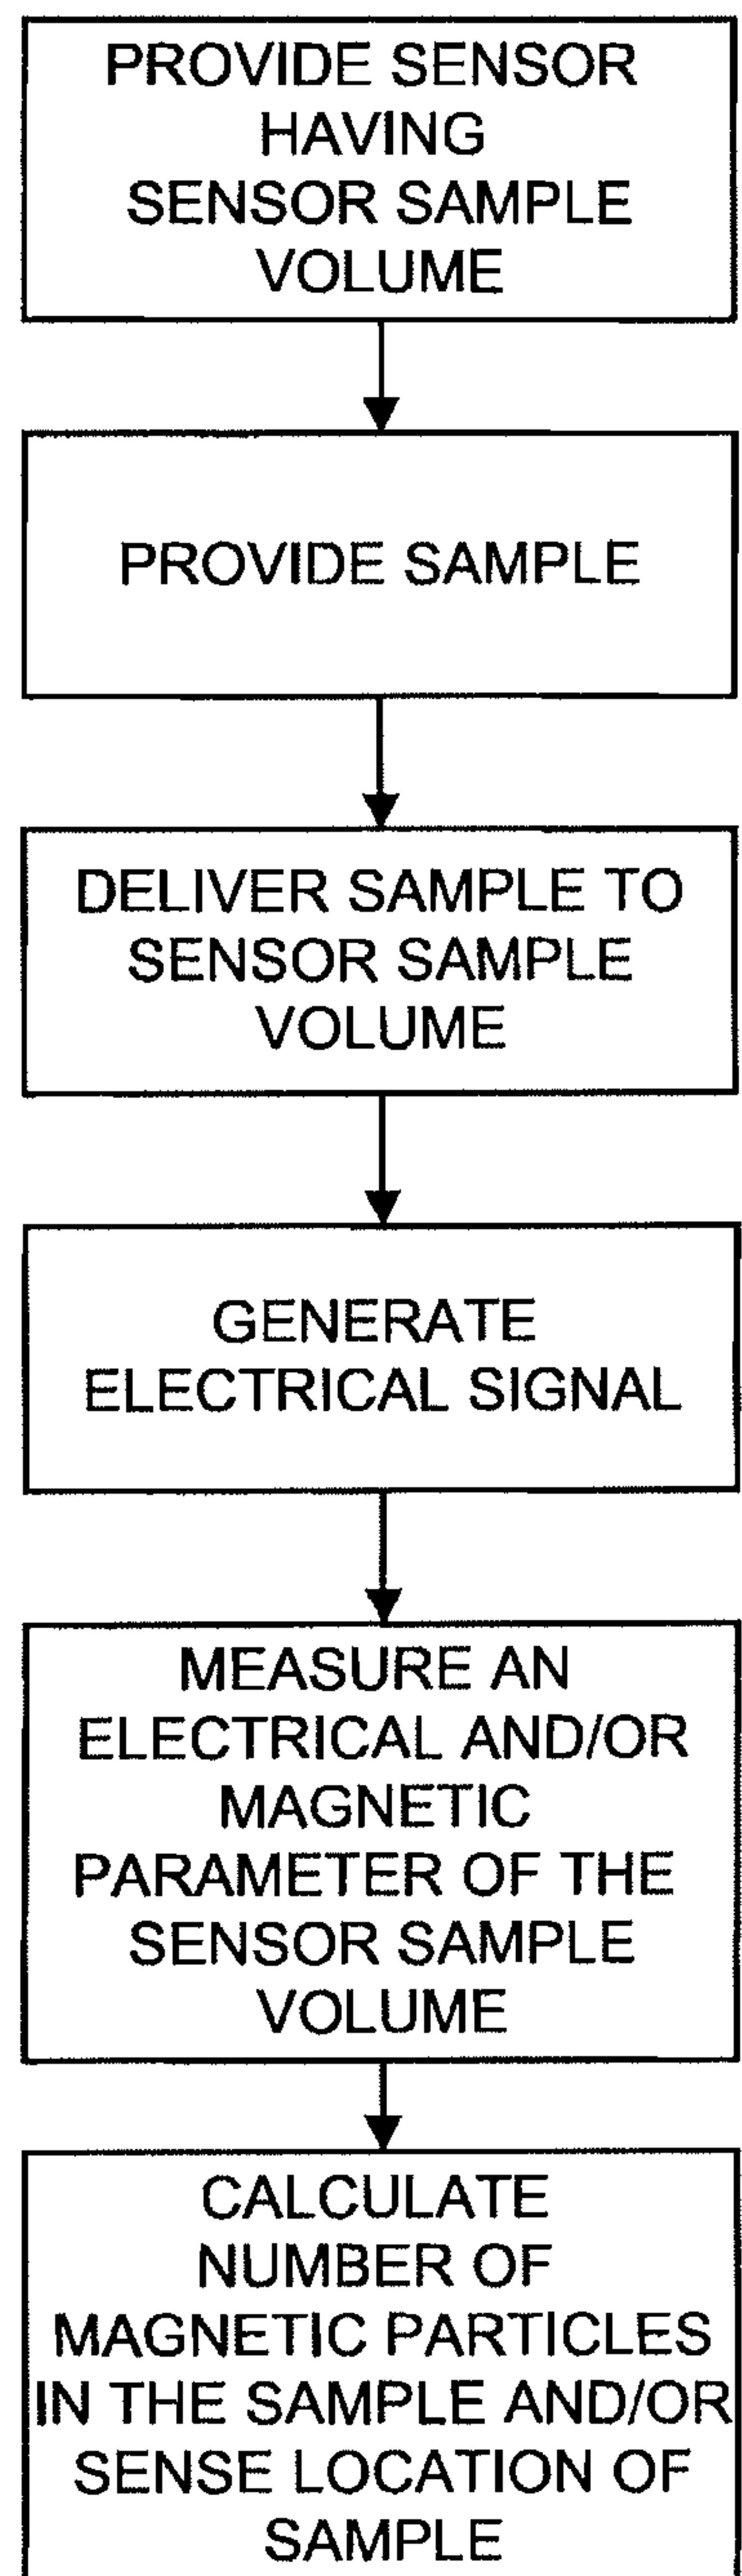 PROVIDE SENSOR
HAVING
SENSOR SAMPLE
VOLUME
PROVIDE SAMPLE
DELIVER SAMPLE TO
SENSOR SAMPLE
VOLUME
GENERATE
ELECTRICAL SIGNAL
MEASURE AN
ELECTRICAL AND/OR
MAGNETIC
PARAMETER OF THE
SENSOR SAMPLE
VOLUME
CALCULATE
NUMBER OF
MAGNETIC PARTICLES
IN THE SAMPLE AND/OR
SENSE LOCATION OF
SAMPLE